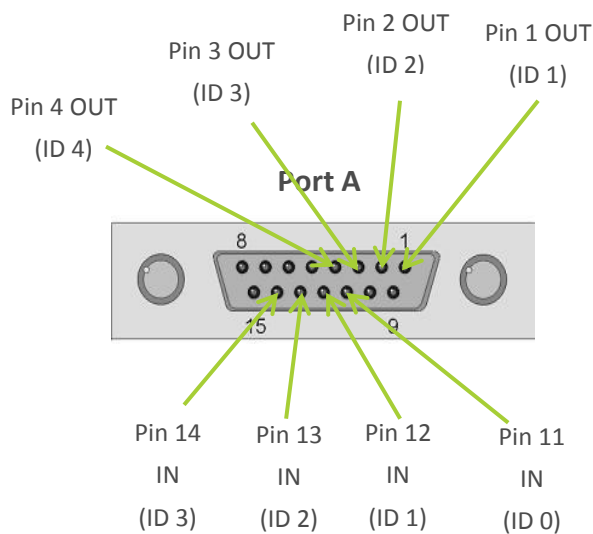 Pin 2 OUT
(ID 2)
Pin 1 OUT
(ID 1)
Pin 3 OUT
(ID 3)
Pin 4 OUT
(ID 4)
Port A
8
1
15
9
Pin 14
IN
(ID 3)
Pin 13
IN
(ID 2)
Pin 12
IN
(ID 1)
Pin 11
IN
(ID 0)